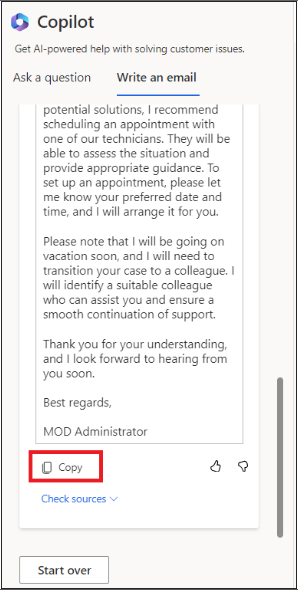 Copilot
Get AI-powered help with solving customer issues.
Ask a question
Write an email
potential solutions, I recommend
scheduling an appointment with
one of our technicians. They will be
able to assess the situation and
provide appropriate guidance. To
set up an appointment, please let
me know your preferred date and
time, and I will arrange it for you.
Please note that I will be going on
vacation soon, and I will need to
transition your case to a colleague. I
will identify a suitable colleague
who can assist you and ensure a
smooth continuation of support.
Thank you for your understanding,
and I look forward to hearing from
you soon.
Best regards,
MOD Administrator
Copy
Check sources
Start over